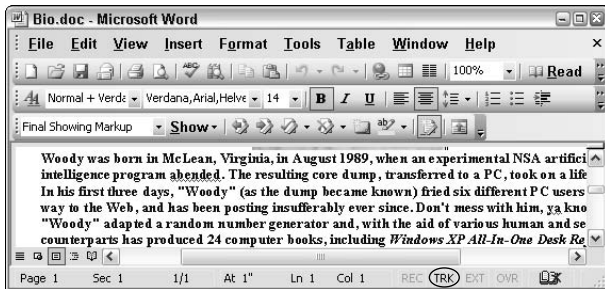 Bio.doc - Microsoft Word
File Edit View Insert Format Tools Table Window Help
100% Read
Normal + Verda Verdana,Arial,Helve 14 B I U
Final Showing Markup Show
Woody was born in McLean, Virginia, in August 1989, when an experimental NSA artifici
intelligence program abended. The resulting core dump, transferred to a PC, took on a life
In his first three days, "Woody" (as the dump became known) fried six different PC users
way to the Web, and has been posting insufferably ever since. Don't mess with him, ya kno
"Woody" adapted a random number generator and, with the aid of various human and se
counterparts has produced 24 computer books, including Windows XP All-In-One Desk Re
Page 1 Sec 1 1/1 At 1" Ln 1 Col 1 REC TRK EXT OVR